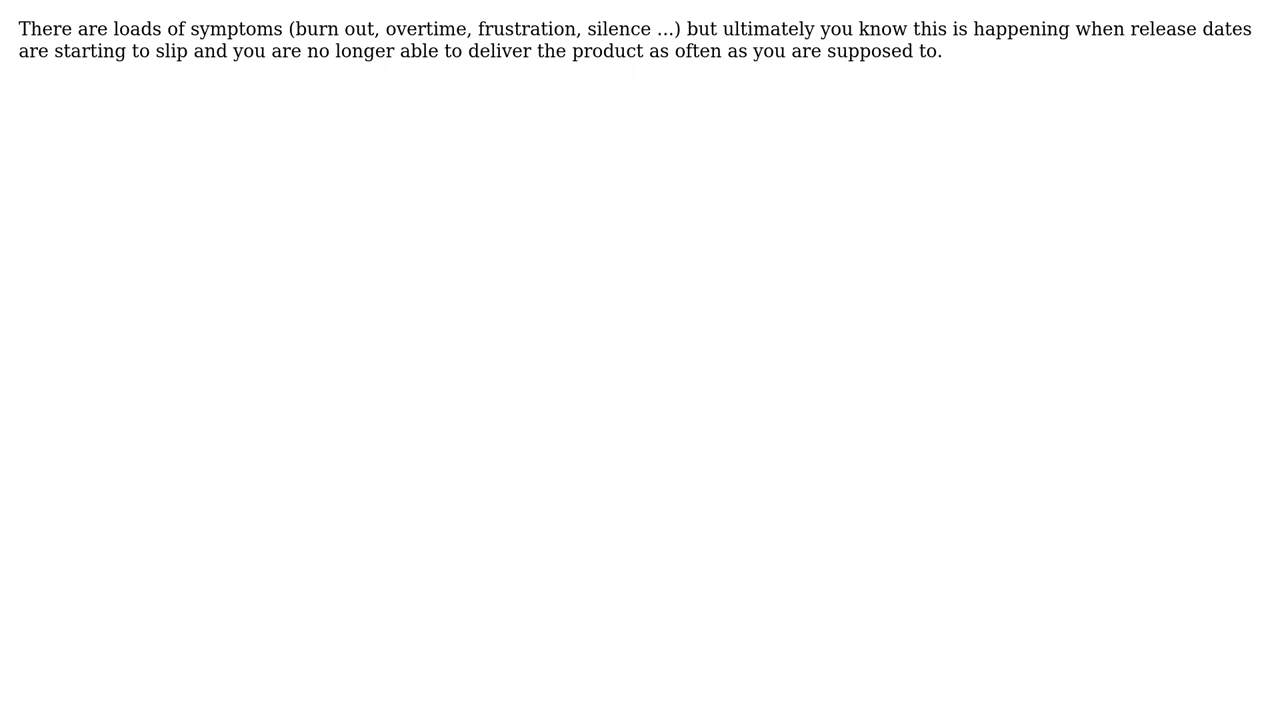 There are loads of symptoms (burn out, overtime, frustration, silence ...) but ultimately you know this is happening when release dates
are starting to slip and you are no longer able to deliver the product as often as you are supposed to.